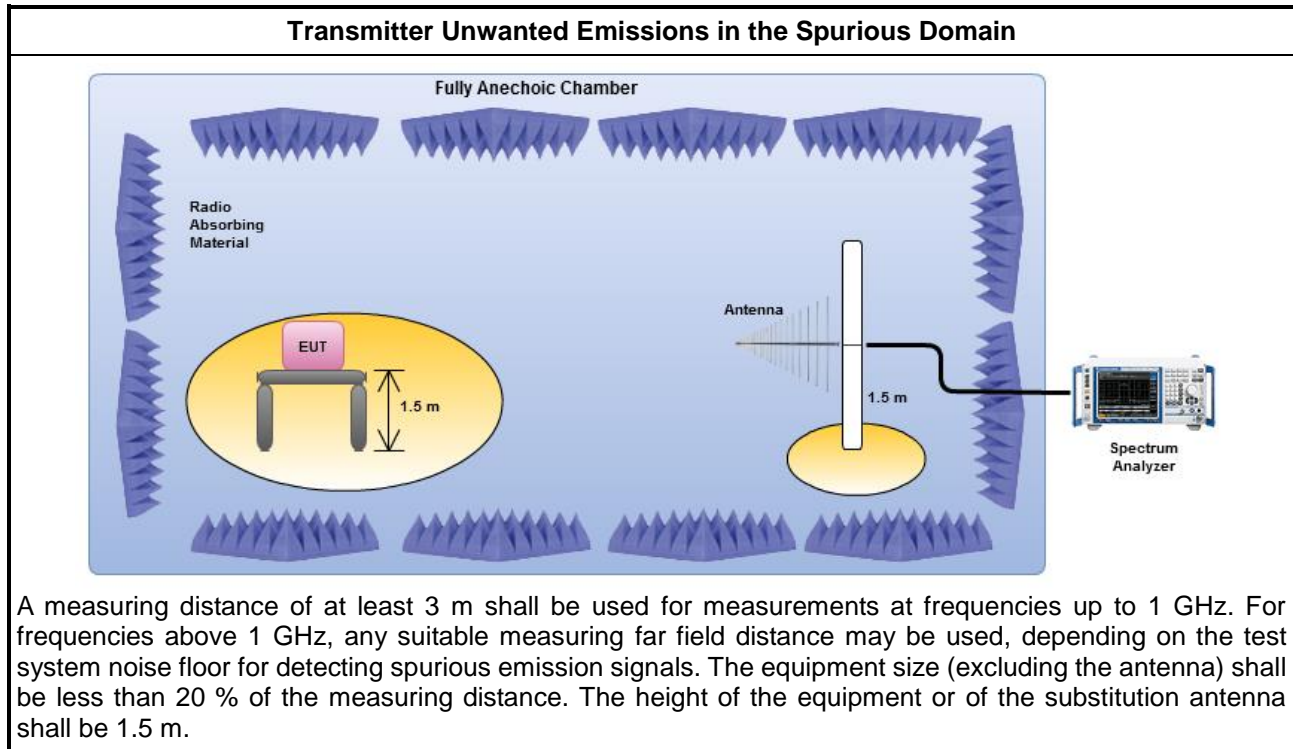 Transmitter Unwanted Emissions in the Spurious Domain
Fully Anechoic Chamber
Radio
Absorbing
Material
Antenna
EUT
1.5 m
1.5 m
Spectrum
Analyzer
A measuring distance of at least 3 m shall be used for measurements at frequencies up to 1 GHz. For
frequencies above 1 GHz, any suitable measuring far field distance may be used, depending on the test
system noise floor for detecting spurious emission signals. The equipment size (excluding the antenna) shall
be less than 20 % of the measuring distance. The height of the equipment or of the substitution antenna
shall be 1.5 m.